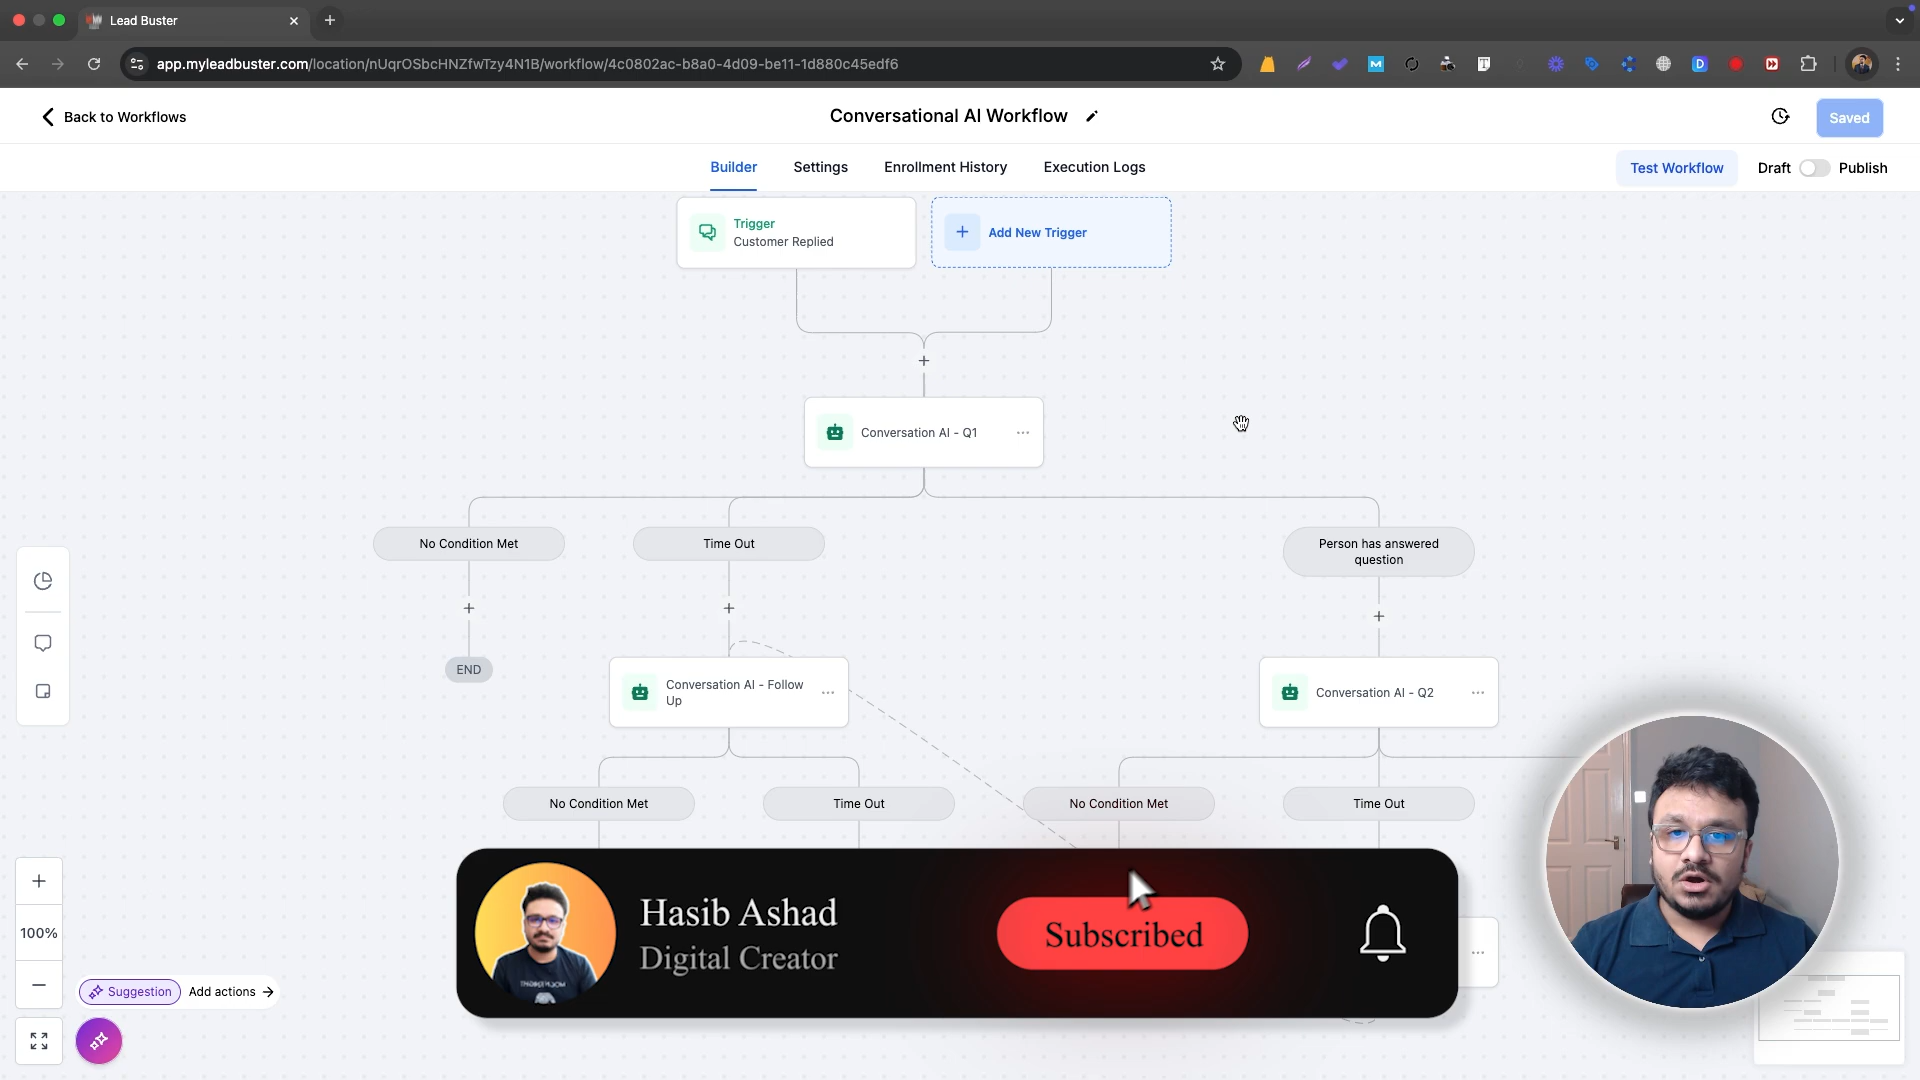 Lead Buster
app.myleadbuster.com/location/nUqrOSbcHNZfwTzy4N1B/workflow/4c0802ac-b8a0-4d09-be11-1d880c45edf6
Back to Workflows
Conversational AI Workflow
Saved
Builder
Settings
Enrollment History
Execution Logs
Test Workflow
Draft
Publish
Trigger
Customer Replied
Add New Trigger
Conversation AI - Q1
No Condition Met
Time Out
Person has answered
question
END
Conversation AI - Follow
Up
Conversation AI - Q2
No Condition Met
Time Out
No Condition Met
Time Out
Hasib Ashad
Digital Creator
Subscribed
100%
Suggestion
Add actions